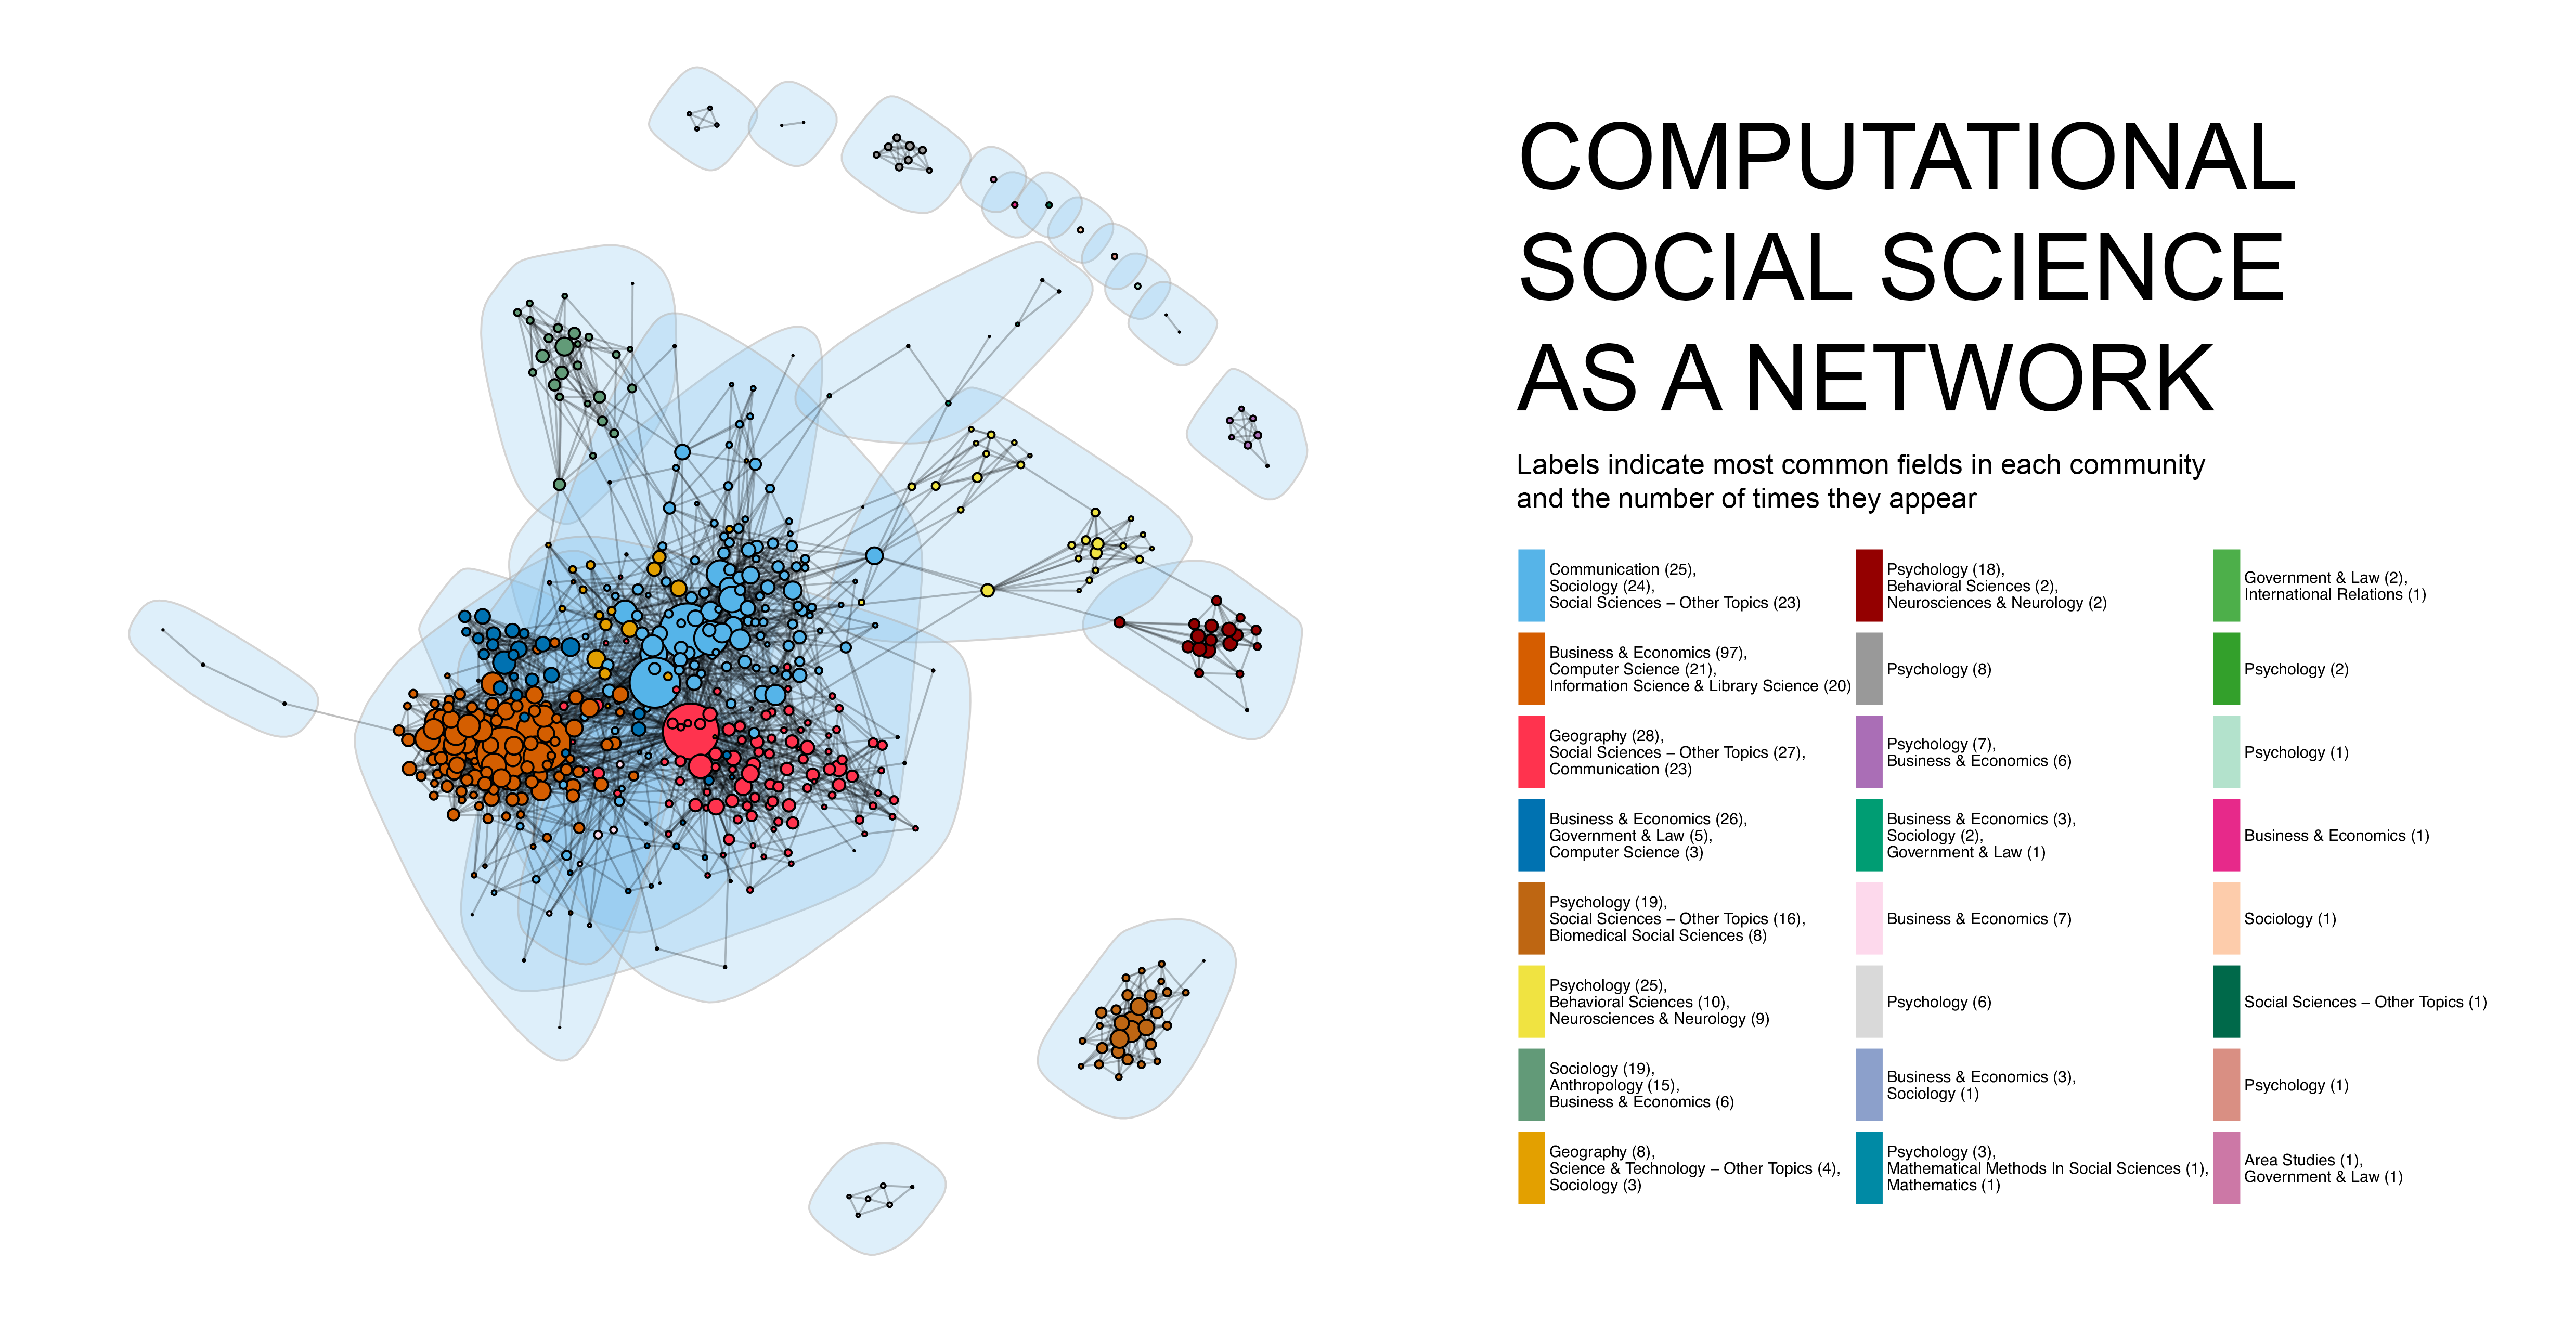 COMPUTATIONAL
SOCIAL SCIENCE
AS A NETWORK
Labels indicate most common fields in each community
and the number of times they appear
Communication (25),
Sociology (24),
Social Sciences – Other Topics (23)
Business & Economics (97),
Computer Science (21),
Information Science & Library Science (20)
Geography (28),
Social Sciences – Other Topics (27),
Communication (23)
Business & Economics (26),
Government & Law (5),
Computer Science (3)
Psychology (19),
Social Sciences – Other Topics (16),
Biomedical Social Sciences (8)
Psychology (25),
Behavioral Sciences (10),
Neurosciences & Neurology (9)
Sociology (19),
Anthropology (15),
Business & Economics (6)
Geography (8),
Science & Technology – Other Topics (4),
Sociology (3)
Psychology (18),
Behavioral Sciences (2),
Neurosciences & Neurology (2)
Psychology (8)
Psychology (7),
Business & Economics (6)
Business & Economics (3),
Sociology (2),
Government & Law (1)
Business & Economics (7)
Psychology (6)
Business & Economics (3),
Sociology (1)
Psychology (3),
Mathematical Methods In Social Sciences (1),
Mathematics (1)
Government & Law (2),
International Relations (1)
Psychology (2)
Psychology (1)
Business & Economics (1)
Sociology (1)
Social Sciences – Other Topics (1)
Psychology (1)
Area Studies (1),
Government & Law (1)